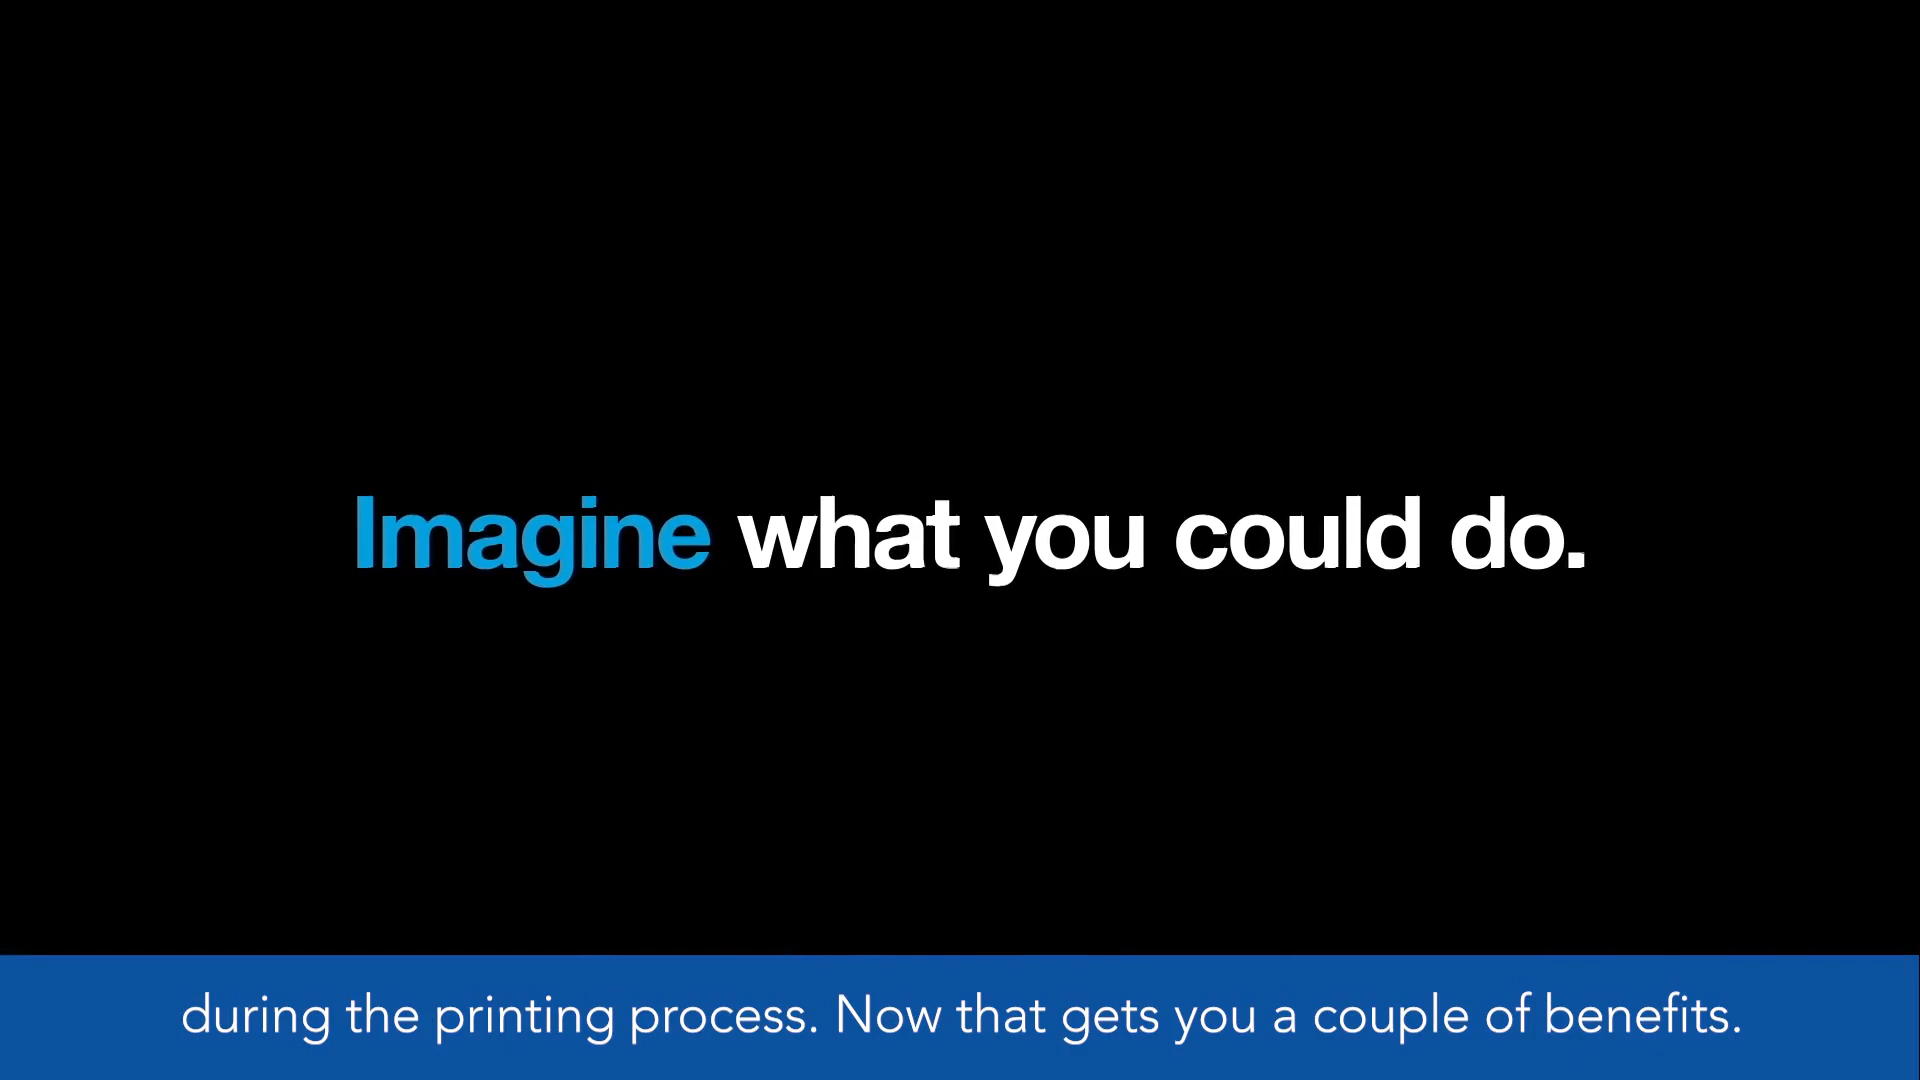 Imagine what you could do.
during the printing process. Now that gets you a couple of benefits.